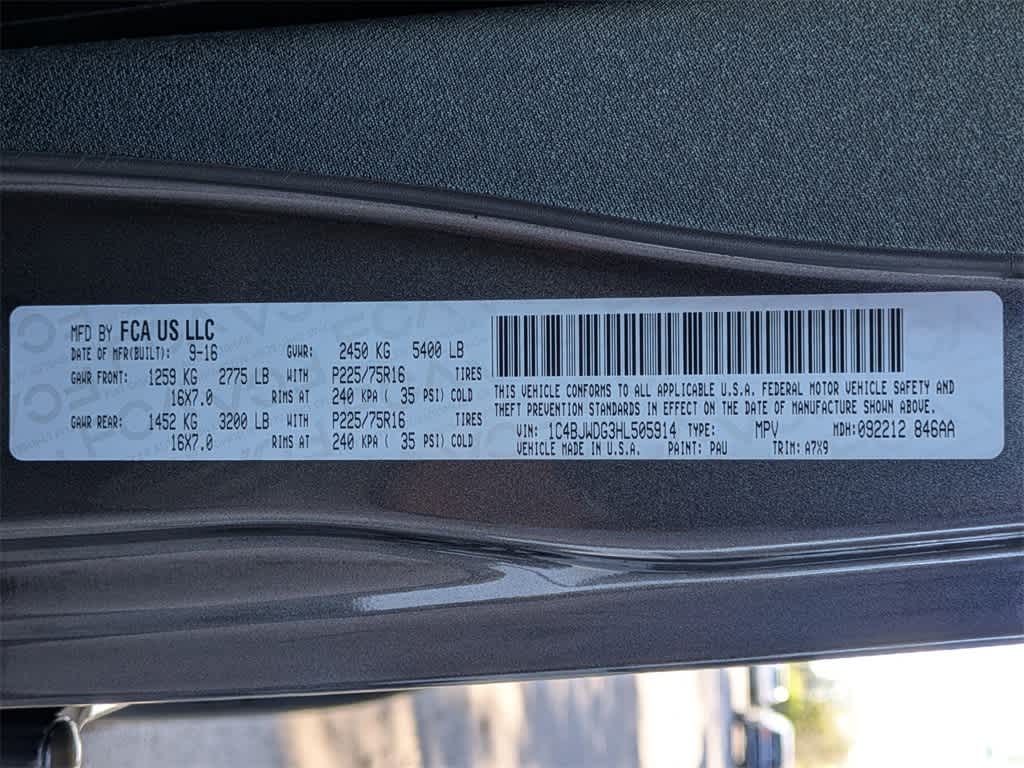 MFD BY FCA US LLC
DATE OF MFR(BUILT): 9-16 GVWR: 2450 KG 5400 LB
GAWR FRONT: 1259 KG 2775 LB WITH P225/75R16 TIRES
16X7.0 RIMS AT 240 KPA ( 35 PSI) COLD
GAWR REAR: 1452 KG 3200 LB WITH P225/75R16 TIRES
16X7.0 RIMS AT 240 KPA ( 35 PSI) COLD
THIS VEHICLE CONFORMS TO ALL APPLICABLE U.S.A. FEDERAL MOTOR VEHICLE SAFETY AND
THEFT PREVENTION STANDARDS IN EFFECT ON THE DATE OF MANUFACTURE SHOWN ABOVE.
VIN: 1C4BJWDG3HL505914 TYPE: MPV MDH: 092212 846AA
VEHICLE MADE IN U.S.A. PAINT: PAU TRIM: A7X9